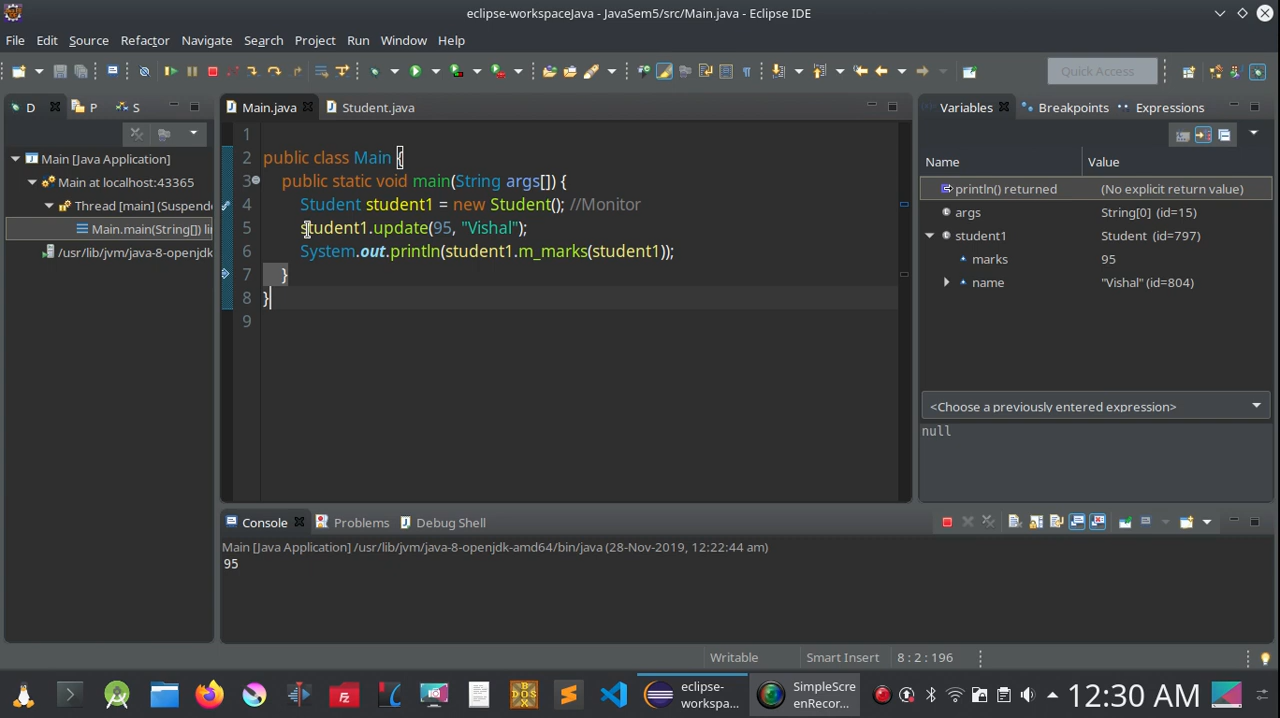 eclipse-workspaceJava - JavaSem5/src/Main.java - Eclipse IDE
File Edit Source Refactor Navigate Search Project Run Window Help
Quick Access
D P S
Main [Java Application]
Main at localhost:43365
Thread [main] (Suspende
Main.main(String[]) li
/usr/lib/jvm/java-8-openjdk
Main.java Student.java
1
2 public class Main {
3 public static void main(String args[]) {
4 Student student1 = new Student(); //Monitor
5 student1.update(95, "Vishal");
6 System.out.println(student1.m_marks(student1));
7 }
8 }
9
Variables Breakpoints Expressions
Name Value
println() returned (No explicit return value)
args String[0] (id=15)
student1 Student (id=797)
marks 95
name "Vishal" (id=804)
<Choose a previously entered expression>
null
Console Problems Debug Shell
Main [Java Application] /usr/lib/jvm/java-8-openjdk-amd64/bin/java (28-Nov-2019, 12:22:44 am)
95
Writable Smart Insert 8 : 2 : 196
eclipse-
workspa...
SimpleScre
enRecor...
12:30 AM